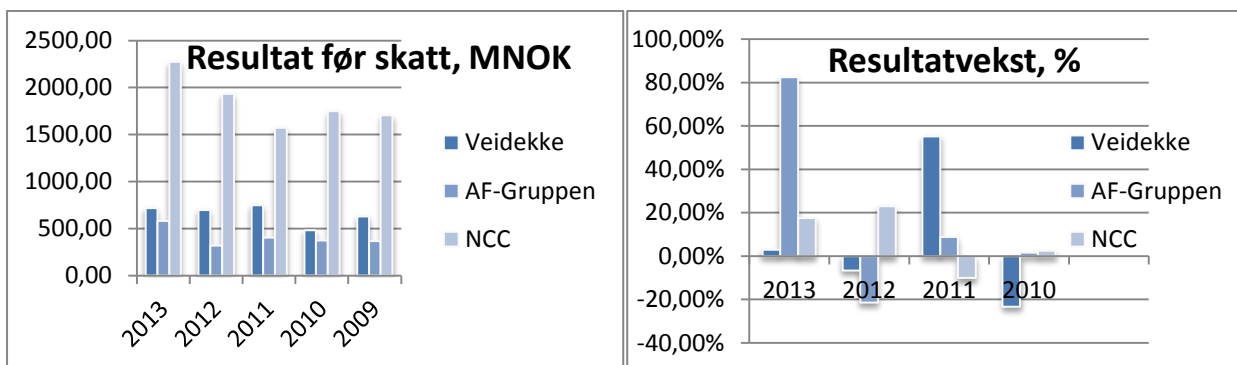 Resultat før skatt, MNOK
2500,00
2000,00
1500,00
1000,00
500,00
0,00
2013
2012
2011
2010
2009
Veidekke
AF-Gruppen
NCC
Resultatvekst, %
100,00%
80,00%
60,00%
40,00%
20,00%
0,00%
-20,00%
-40,00%
2013
2012
2011
2010
Veidekke
AF-Gruppen
NCC